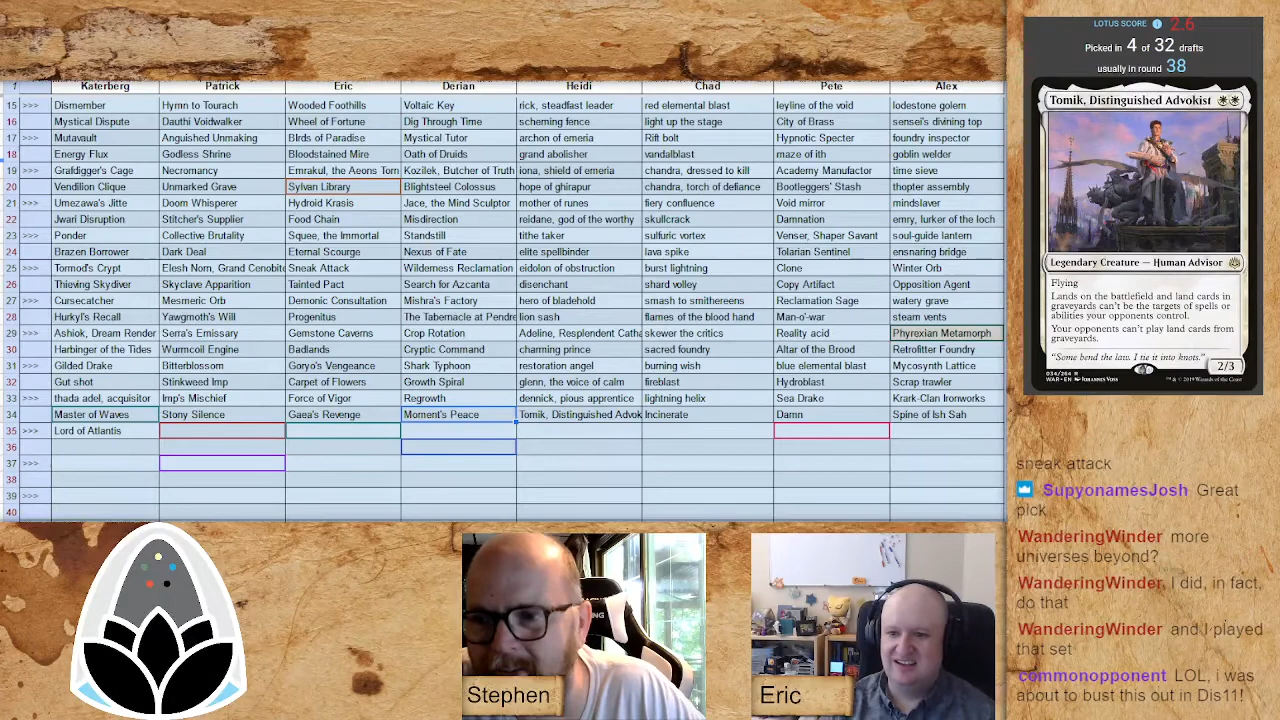 Katerberg Patrick Eric Derian Heidi Chad Pete Alex
15 >>> Dismember Hymn to Tourach Wooded Foothills Voltaic Key rick, steadfast leader red elemental blast leyline of the void lodestone golem
16 Mystical Dispute Dauthi Voidwalker Wheel of Fortune Dig Through Time scheming fence light up the stage City of Brass sensei's divining top
17 >>> Mutavault Anguished Unmaking BIrds of Paradise Mystical Tutor archon of emeria Rift bolt Hypnotic Specter foundry inspector
18 Energy Flux Godless Shrine Bloodstained Mire Oath of Druids grand abolisher vandalblast maze of ith goblin welder
19 >>> Grafdigger's Cage Necromancy Emrakul, the Aeons Torn Kozilek, Butcher of Truth iona, shield of emeria chandra, dressed to kill Academy Manufactor time sieve
20 Vendilion Clique Unmarked Grave Sylvan Library Blightsteel Colossus hope of ghirapur chandra, torch of defiance Bootleggers' Stash thopter assembly
21 >>> Umezawa's Jitte Doom Whisperer Hydroid Krasis Jace, the Mind Sculptor mother of runes fiery confluence Void mirror mindslaver
22 Jwari Disruption Stitcher's Supplier Food Chain Misdirection reidane, god of the worthy skullcrack Damnation emry, lurker of the loch
23 >>> Ponder Collective Brutality Squee, the Immortal Standstill tithe taker sulfuric vortex Venser, Shaper Savant soul-guide lantern
24 Brazen Borrower Dark Deal Eternal Scourge Nexus of Fate elite spellbinder lava spike Tolarian Sentinel ensnaring bridge
25 >>> Tormod's Crypt Elesh Norn, Grand Cenobite Sneak Attack Wilderness Reclamation eidolon of obstruction burst lightning Clone Winter Orb
26 Thieving Skydiver Skyclave Apparition Tainted Pact Search for Azcanta disenchant shard volley Copy Artifact Opposition Agent
27 >>> Cursecatcher Mesmeric Orb Demonic Consultation Mishra's Factory hero of bladehold smash to smithereens Reclamation Sage watery grave
28 Hurkyl's Recall Yawgmoth's Will Progenitus The Tabernacle at Pendre lion sash flames of the blood hand Man-o'-war steam vents
29 >>> Ashiok, Dream Render Serra's Emissary Gemstone Caverns Crop Rotation Adeline, Resplendent Catha skewer the critics Reality acid Phyrexian Metamorph
30 Harbinger of the Tides Wurmcoil Engine Badlands Cryptic Command charming prince sacred foundry Altar of the Brood Retrofitter Foundry
31 >>> Gilded Drake Bitterblossom Goryo's Vengeance Shark Typhoon restoration angel burning wish blue elemental blast Mycosynth Lattice
32 Gut shot Stinkweed Imp Carpet of Flowers Growth Spiral glenn, the voice of calm fireblast Hydroblast Scrap trawler
33 >>> thada adel, acquisitor Imp's Mischief Force of Vigor Regrowth dennick, pious apprentice lightning helix Sea Drake Krark-Clan Ironworks
34 Master of Waves Stony Silence Gaea's Revenge Moment's Peace Tomik, Distinguished Advok Incinerate Damn Spine of Ish Sah
35 >>> Lord of Atlantis
36
37 >>>
38
39 >>>
40
LOTUS SCORE 2.6
Picked in 4 of 32 drafts
usually in round 38
Tomik, Distinguished Advokist
Legendary Creature — Human Advisor
Flying
Lands on the battlefield and land cards in
graveyards can't be the targets of spells or
abilities your opponents control.
Your opponents can't play land cards from
graveyards.
"Some bend the law. I tie it into knots."
2/3
034/264 R
WAR • EN Johannes Voss
™ & © 2019 Wizards of the Coast
sneak attack
SupyonamesJosh Great
pick
WanderingWinder more
universes beyond?
WanderingWinder I did, in fact,
do that
WanderingWinder and I played
that set
commonopponent LOL, i was
about to bust this out in Dis11!
Stephen
Eric